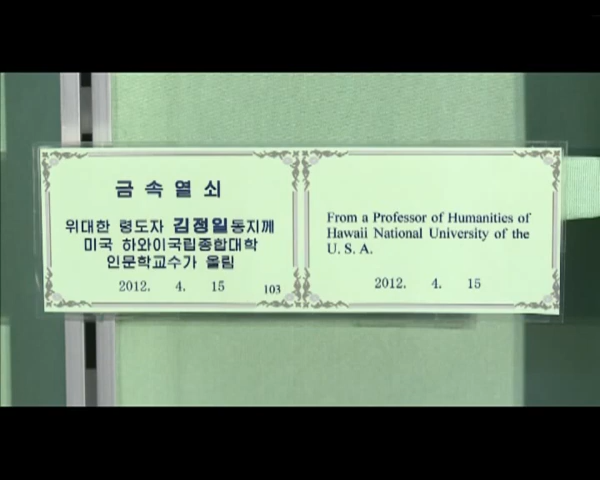 금속열쇠
위대한 령도자 김정일동지께
미국 하와이국립종합대학
인문학교수가 올림
2012. 4. 15
103
From a Professor of Humanities of
Hawaii National University of the
U. S. A.
2012. 4. 15